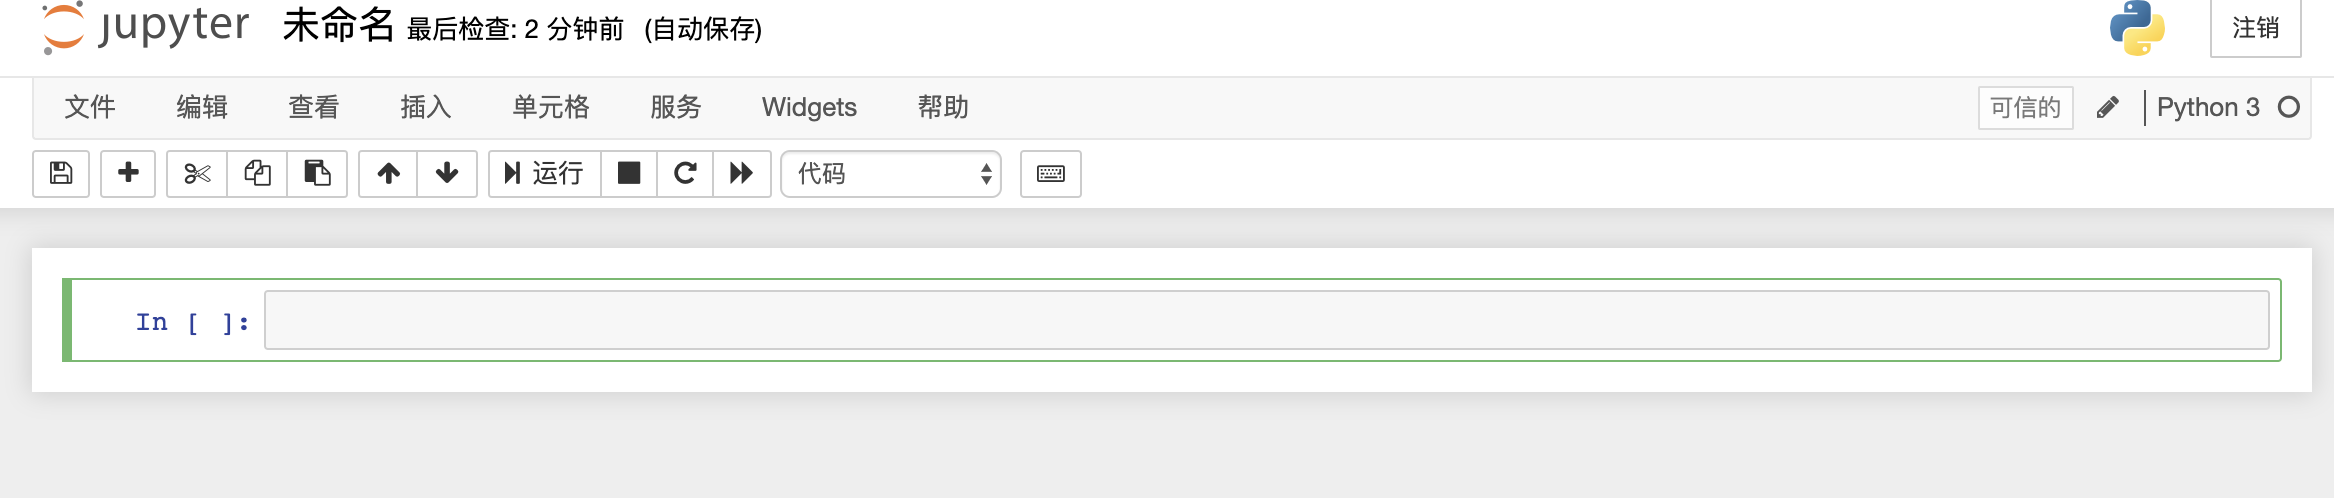 jupyter 未命名 最后检查: 2 分钟前 (自动保存) 注销
文件 编辑 查看 插入 单元格 服务 Widgets 帮助 可信的 Python 3
运行 代码
In [ ]: